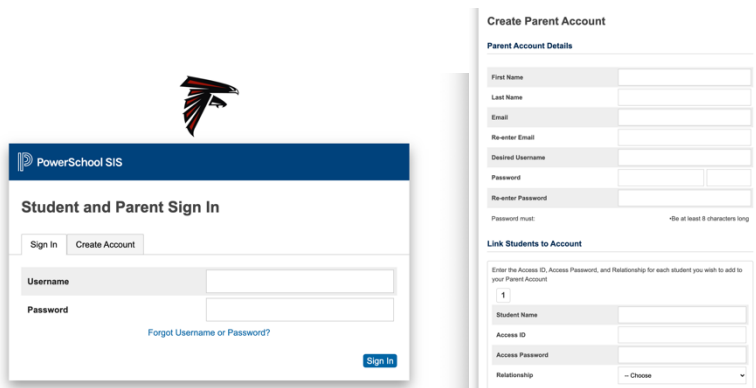 PowerSchool SIS
Student and Parent Sign In
Sign In Create Account
Username
Password
Forgot Username or Password?
Sign In
Create Parent Account
Parent Account Details
First Name
Last Name
Email
Re-enter Email
Desired Username
Password
Re-enter Password
Password must: •Be at least 8 characters long
Link Students to Account
Enter the Access ID, Access Password, and Relationship for each student you wish to add to
your Parent Account
1
Student Name
Access ID
Access Password
Relationship -- Choose